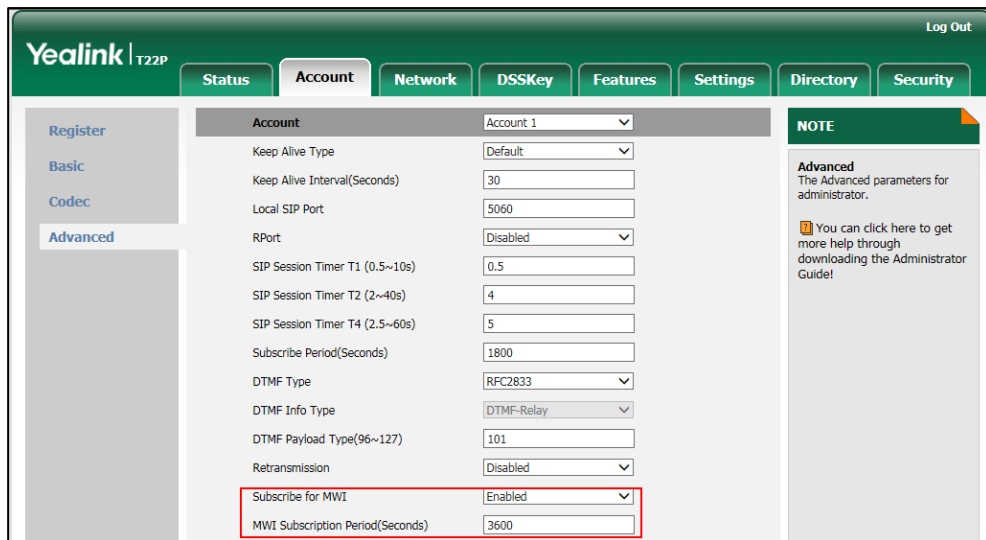 Log Out
Yealink T22P
Status Account Network DSSKey Features Settings Directory Security
Register
Basic
Codec
Advanced
Account Account 1
Keep Alive Type Default
Keep Alive Interval(Seconds) 30
Local SIP Port 5060
RPort Disabled
SIP Session Timer T1 (0.5~10s) 0.5
SIP Session Timer T2 (2~40s) 4
SIP Session Timer T4 (2.5~60s) 5
Subscribe Period(Seconds) 1800
DTMF Type RFC2833
DTMF Info Type DTMF-Relay
DTMF Payload Type(96~127) 101
Retransmission Disabled
Subscribe for MWI Enabled
MWI Subscription Period(Seconds) 3600
NOTE
Advanced
The Advanced parameters for
administrator.
? You can click here to get
more help through
downloading the Administrator
Guide!